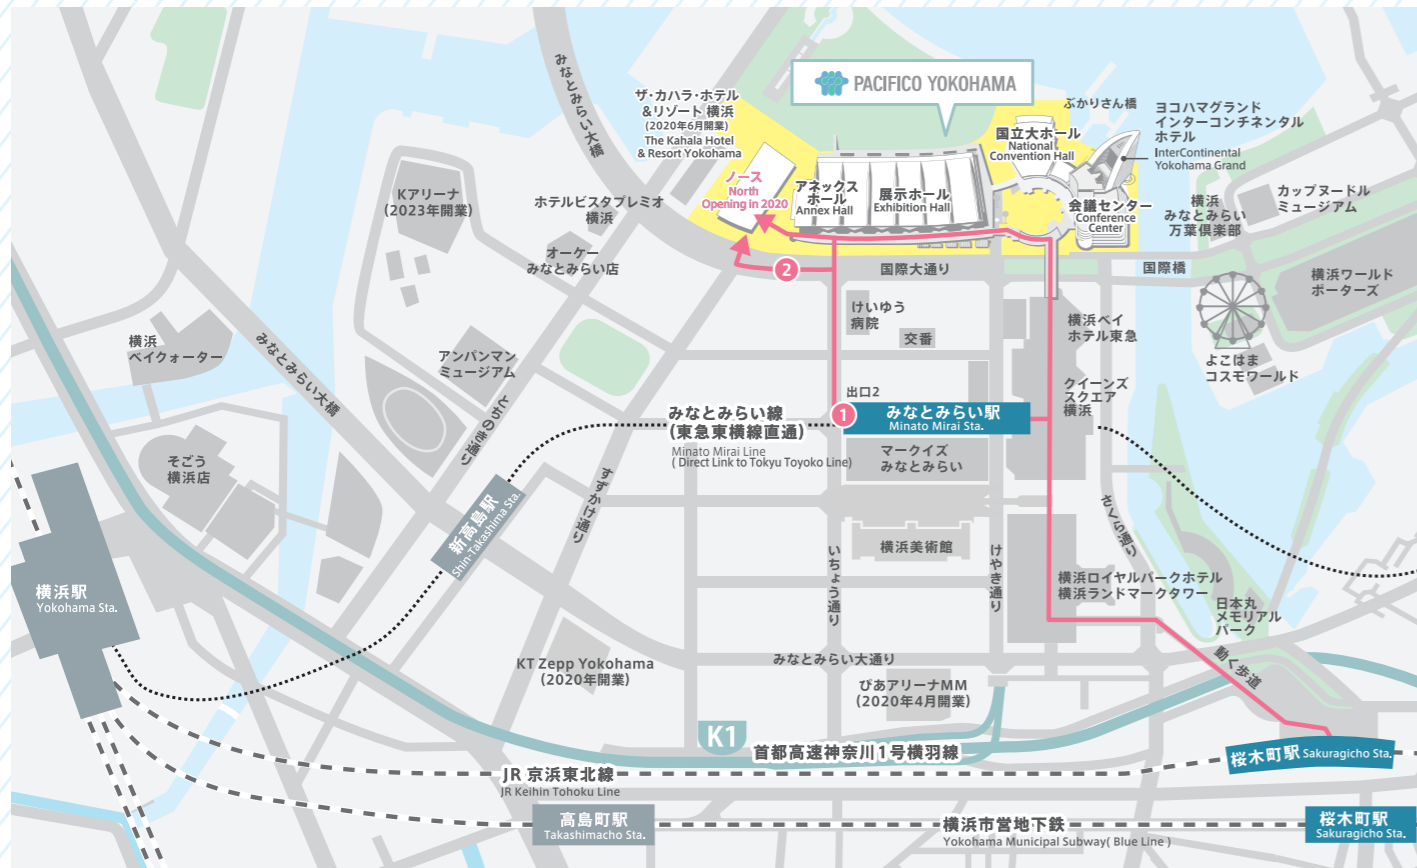 みなとみらい大橋
ザ・カハラ・ホテル
&リゾート 横浜
(2020年6月開業)
The Kahala Hotel
& Resort Yokohama
PACIFICO YOKOHAMA
ノース
North
Opening in 2020
アネックス
ホール
Annex Hall
展示ホール
Exhibition Hall
国立大ホール
National
Convention Hall
会議センター
Conference
Center
ぷかりさん橋
ヨコハマグランド
インターコンチネンタル
ホテル
InterContinental
Yokohama Grand
Kアリーナ
(2023年開業)
ホテルビスタプレミオ
横浜
オーケー
みなとみらい店
横浜
みなとみらい
万葉倶楽部
カップヌードル
ミュージアム
2
国際大通り
国際橋
横浜ワールド
ポーターズ
けいゆう
病院
交番
横浜ベイ
ホテル東急
よこはま
コスモワールド
横浜
ベイクォーター
みなとみらい大橋
アンパンマン
ミュージアム
とちのき通り
出口2
1
みなとみらい駅
Minato Mirai Sta.
クイーンズ
スクエア
横浜
みなとみらい線
(東急東横線直通)
Minato Mirai Line
( Direct Link to Tokyu Toyoko Line)
マークイズ
みなとみらい
そごう
横浜店
新高島駅
Shin-Takashima Sta.
すずかけ通り
横浜美術館
いちょう通り
けやき通り
さくら通り
横浜駅
Yokohama Sta.
横浜ロイヤルパークホテル
横浜ランドマークタワー
日本丸
メモリアル
パーク
動く歩道
KT Zepp Yokohama
(2020年開業)
みなとみらい大通り
ぴあアリーナMM
(2020年4月開業)
K1
首都高速神奈川1号横羽線
桜木町駅 Sakuragicho Sta.
JR 京浜東北線
JR Keihin Tohoku Line
高島町駅
Takashimacho Sta.
横浜市営地下鉄
Yokohama Municipal Subway( Blue Line )
桜木町駅
Sakuragicho Sta.